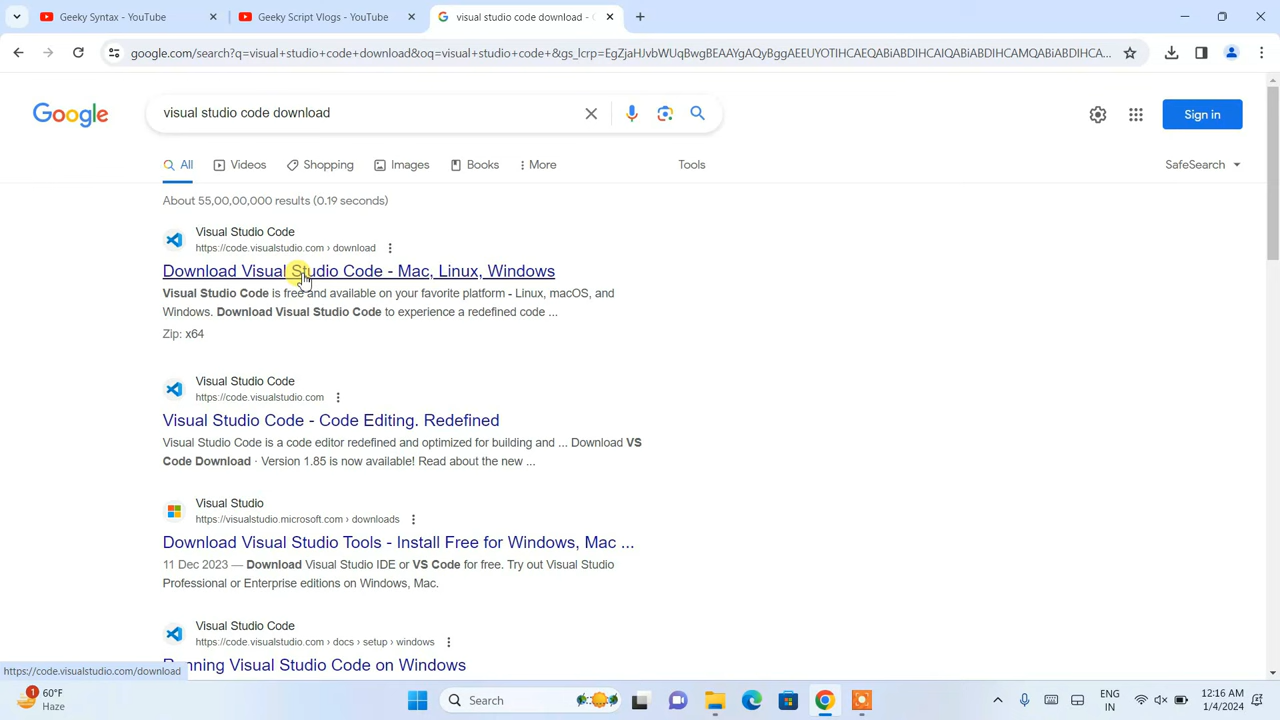 Geeky Syntax - YouTube
Geeky Script Vlogs - YouTube
visual studio code download -
google.com/search?q=visual+studio+code+download&oq=visual+studio+code+&gs_lcrp=EgZjaHJvbWUqBwgBEAAYgAQyBggAEEUYOTIHCAEQABiABDIHCAIQABiABDIHCAMQABiABDIHCA...
Google
visual studio code download
Sign in
All
Videos
Shopping
Images
Books
More
Tools
SafeSearch
About 55,00,00,000 results (0.19 seconds)
Visual Studio Code
https://code.visualstudio.com › download
Download Visual Studio Code - Mac, Linux, Windows
Visual Studio Code is free and available on your favorite platform - Linux, macOS, and
Windows. Download Visual Studio Code to experience a redefined code ...
Zip: x64
Visual Studio Code
https://code.visualstudio.com
Visual Studio Code - Code Editing. Redefined
Visual Studio Code is a code editor redefined and optimized for building and ... Download VS
Code Download · Version 1.85 is now available! Read about the new ...
Visual Studio
https://visualstudio.microsoft.com › downloads
Download Visual Studio Tools - Install Free for Windows, Mac ...
11 Dec 2023 — Download Visual Studio IDE or VS Code for free. Try out Visual Studio
Professional or Enterprise editions on Windows, Mac.
Visual Studio Code
https://code.visualstudio.com › docs › setup › windows
Running Visual Studio Code on Windows
https://code.visualstudio.com/download
1
60°F
Haze
Search
ENG
IN
12:16 AM
1/4/2024